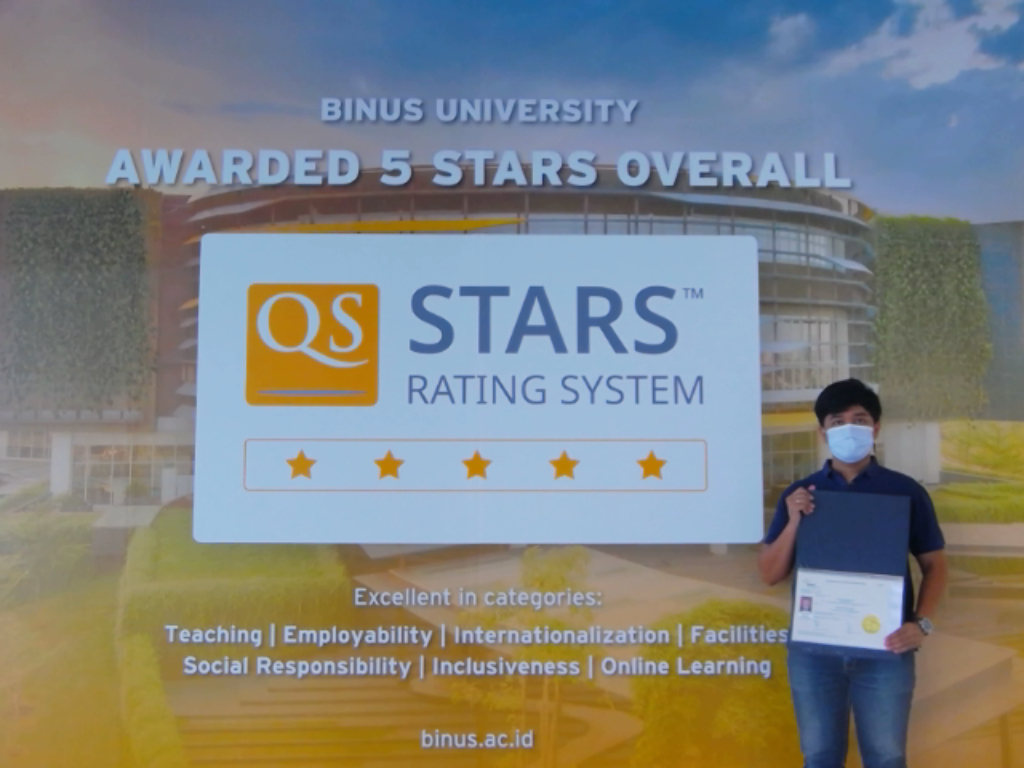 BINUS UNIVERSITY
AWARDED 5 STARS OVERALL
QS
STARS™
RATING SYSTEM
Excellent in categories:
Teaching | Employability | Internationalization | Facilities
Social Responsibility | Inclusiveness | Online Learning
binus.ac.id